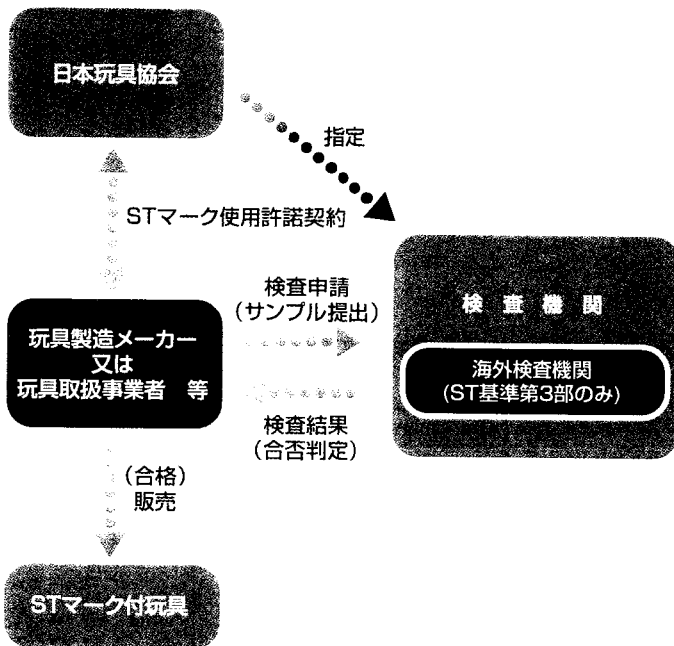 日本玩具協会
指定
STマーク使用許諾契約
検査申請
(サンプル提出)
検査機関
玩具製造メーカー
又は
玩具取扱事業者 等
海外検査機関
(ST基準第3部のみ)
検査結果
(合否判定)
(合格)
販売
STマーク付玩具